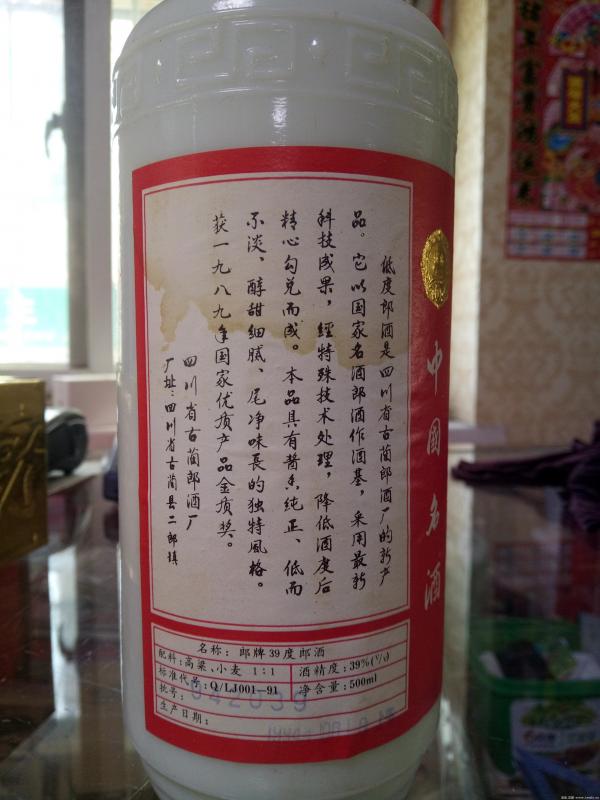 低度郎酒是四川省古蔺郎酒厂的新产
品。它以国家名酒郎酒作酒基，采用最新
科技成果，经特殊技术处理，降低酒度后
精心勾兑而成。本品具有酱香纯正、低而
不淡、醇甜细腻、尾净味長的独特風格。
获一九八九年国家优质产品金质奖。
四川省古蔺郎酒厂
厂址：四川省古蔺县二郎镇
中國名酒
名称：郎牌39度郎酒
配料：高粱、小麦 1：1
酒精度：39%(V/V)
标准代号：Q/LJ001—91
净含量：500ml
批号：
042039
生产日期：